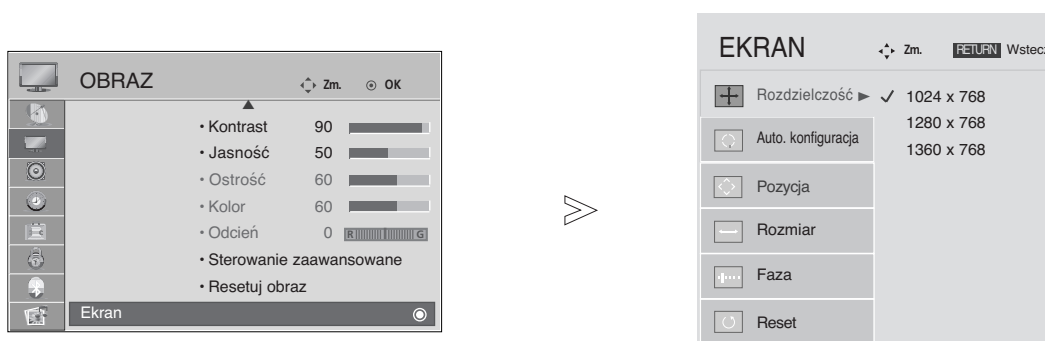 OBRAZ
Zm. OK
• Kontrast 90
• Jasność 50
• Ostrość 60
• Kolor 60
• Odcień 0 R G
• Sterowanie zaawansowane
• Resetuj obraz
Ekran
EKRAN
Zm. RETURN Wstecz
Rozdzielczość ► ✓ 1024 x 768
1280 x 768
Auto. konfiguracja
1360 x 768
Pozycja
Rozmiar
Faza
Reset